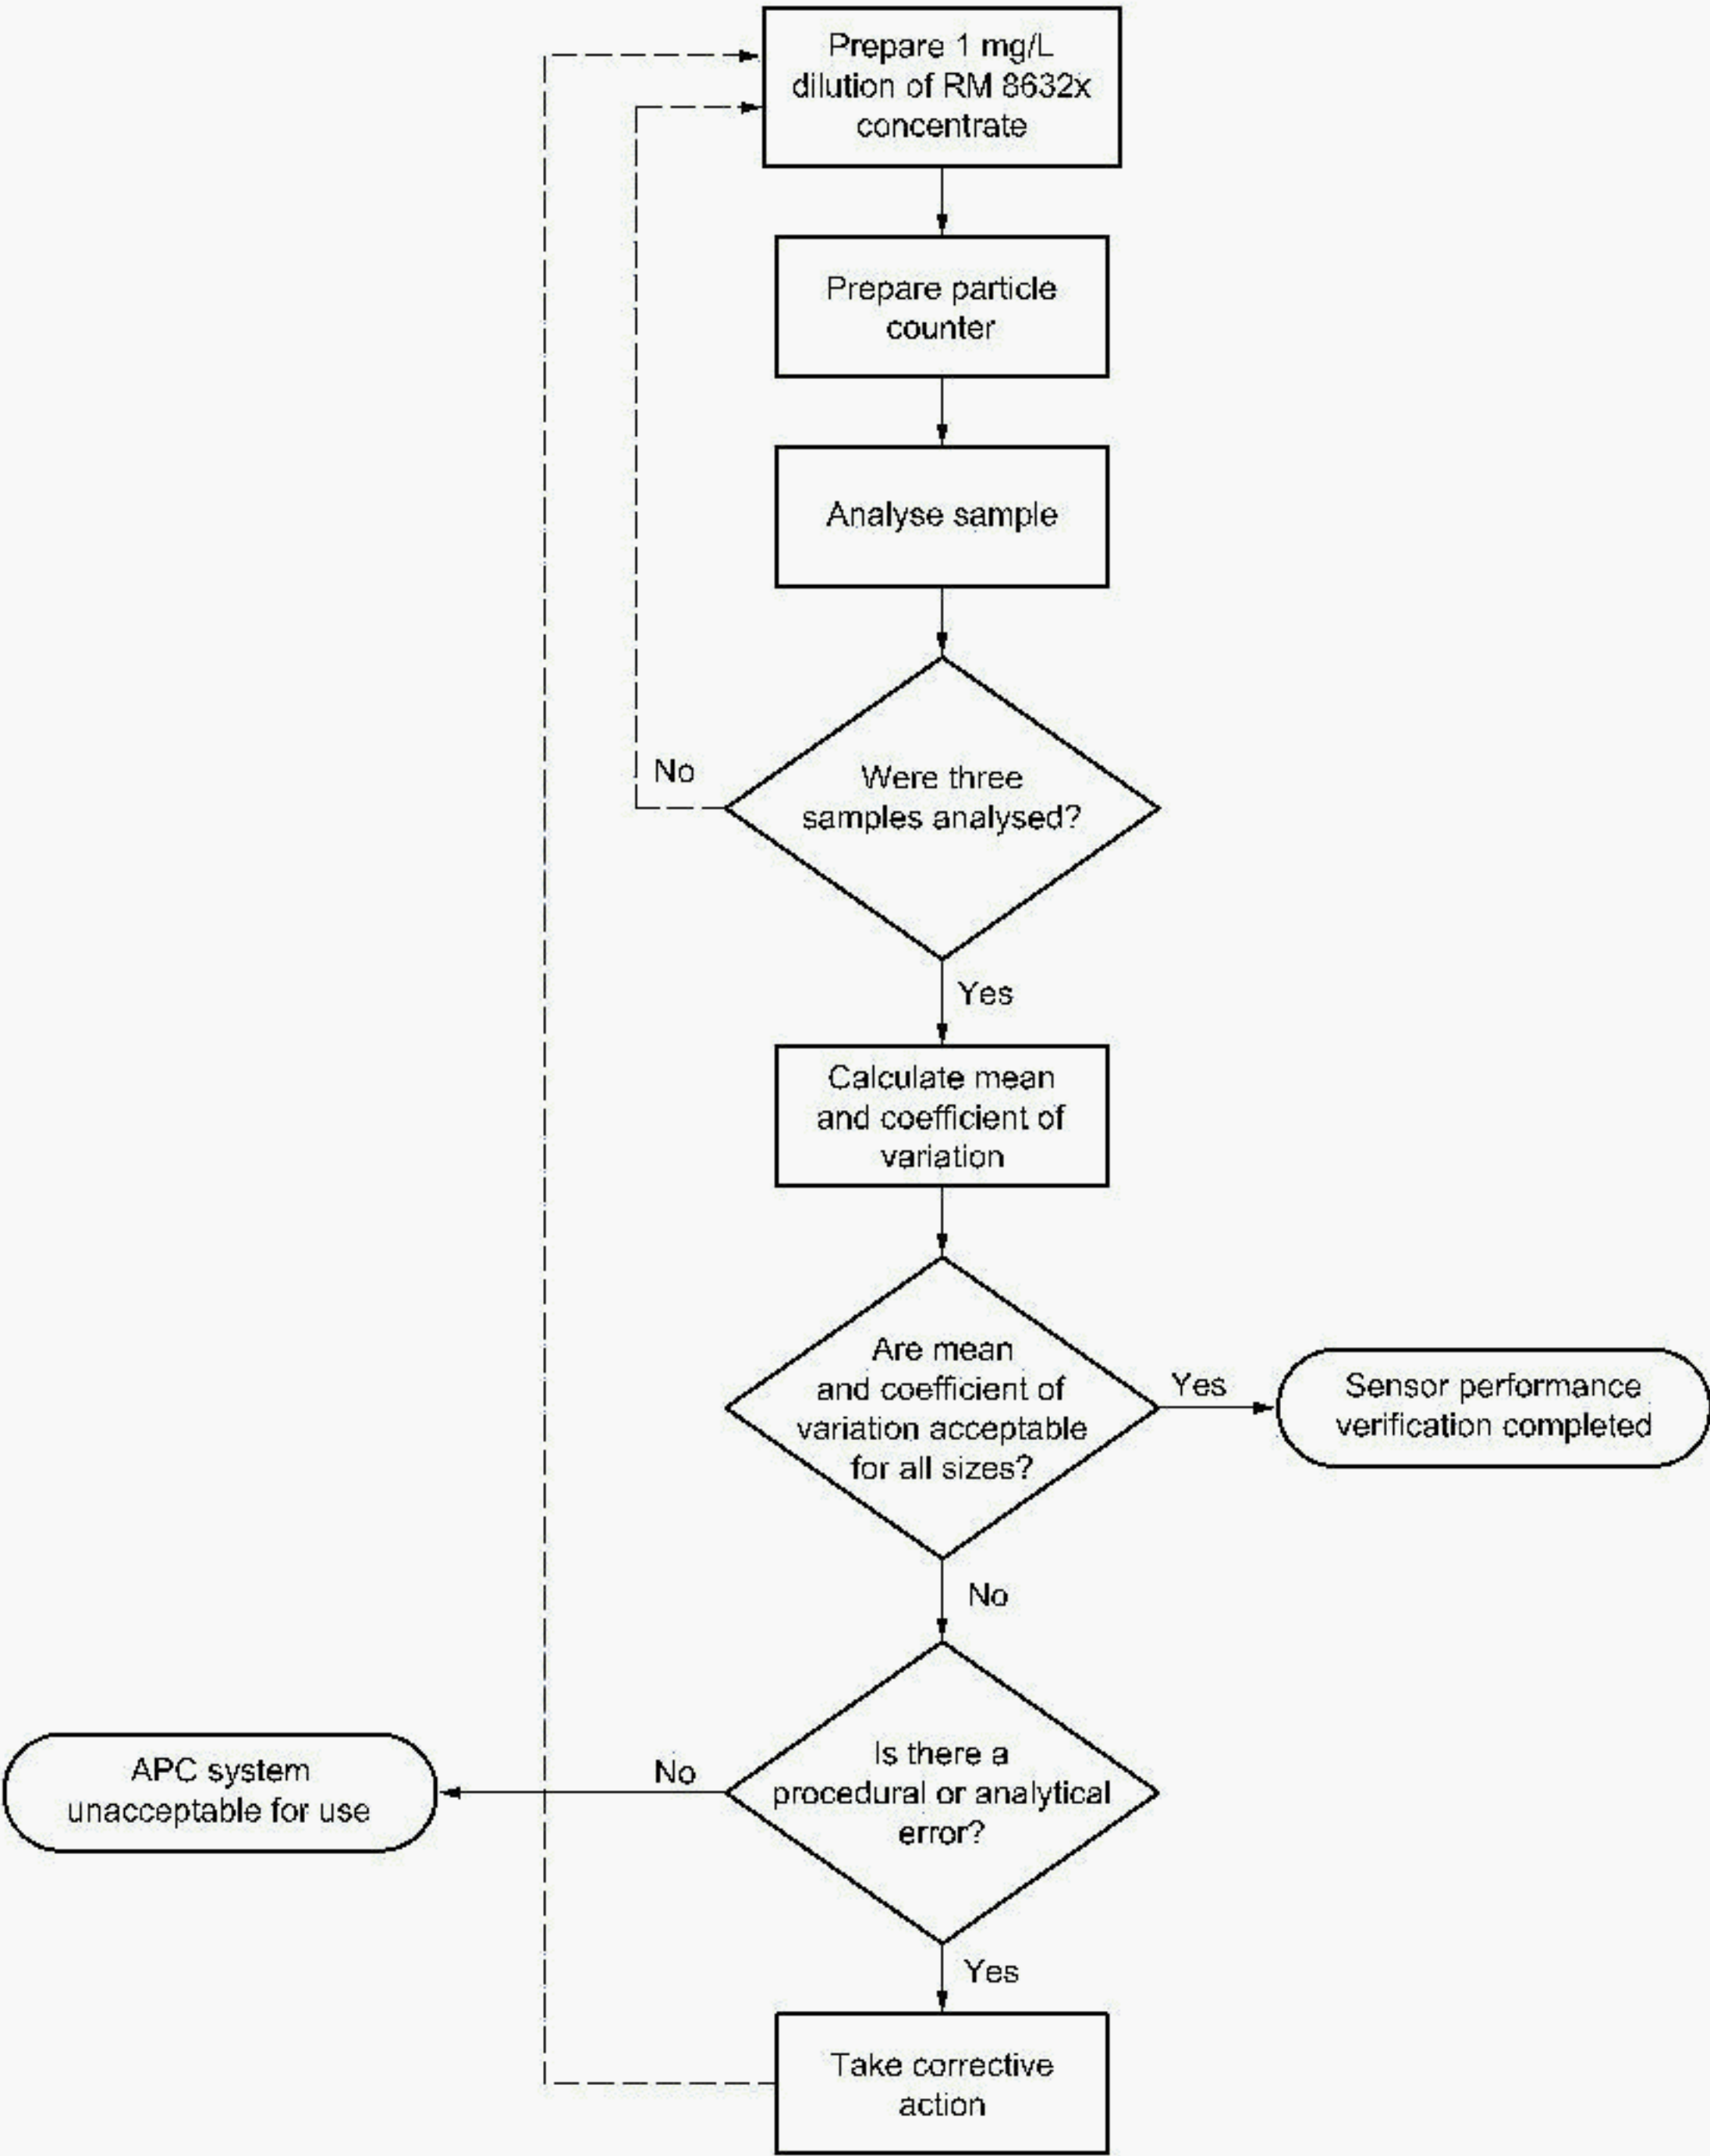 Prepare 1 mg/L
dilution of RM 8632x
concentrate
Prepare particle
counter
Analyse sample
Were three
samples analysed?
No
Yes
Calculate mean
and coefficient of
variation
Are mean
and coefficient of
variation acceptable
for all sizes?
Yes
Sensor performance
verification completed
No
Is there a
procedural or analytical
error?
No
APC system
unacceptable for use
Yes
Take corrective
action